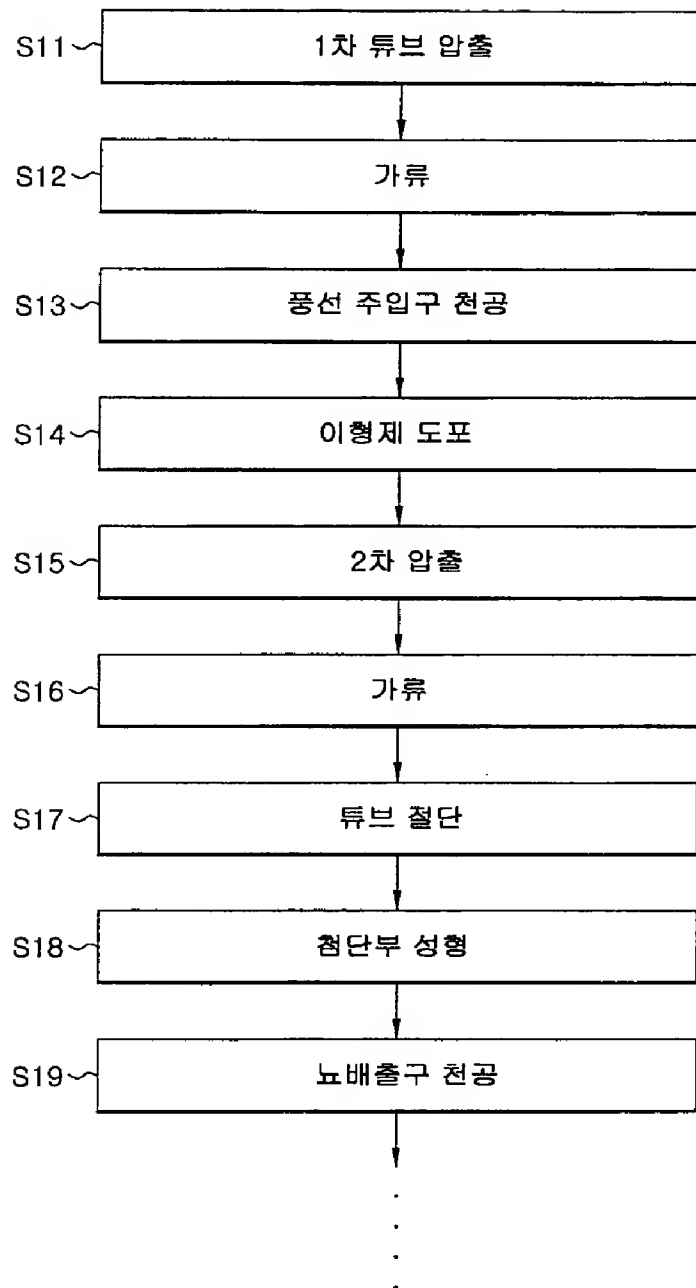 S11 1차 튜브 압출
S12 가류
S13 풍선 주입구 천공
S14 이형제 도포
S15 2차 압출
S16 가류
S17 튜브 절단
S18 첨단부 성형
S19 뇨배출구 천공